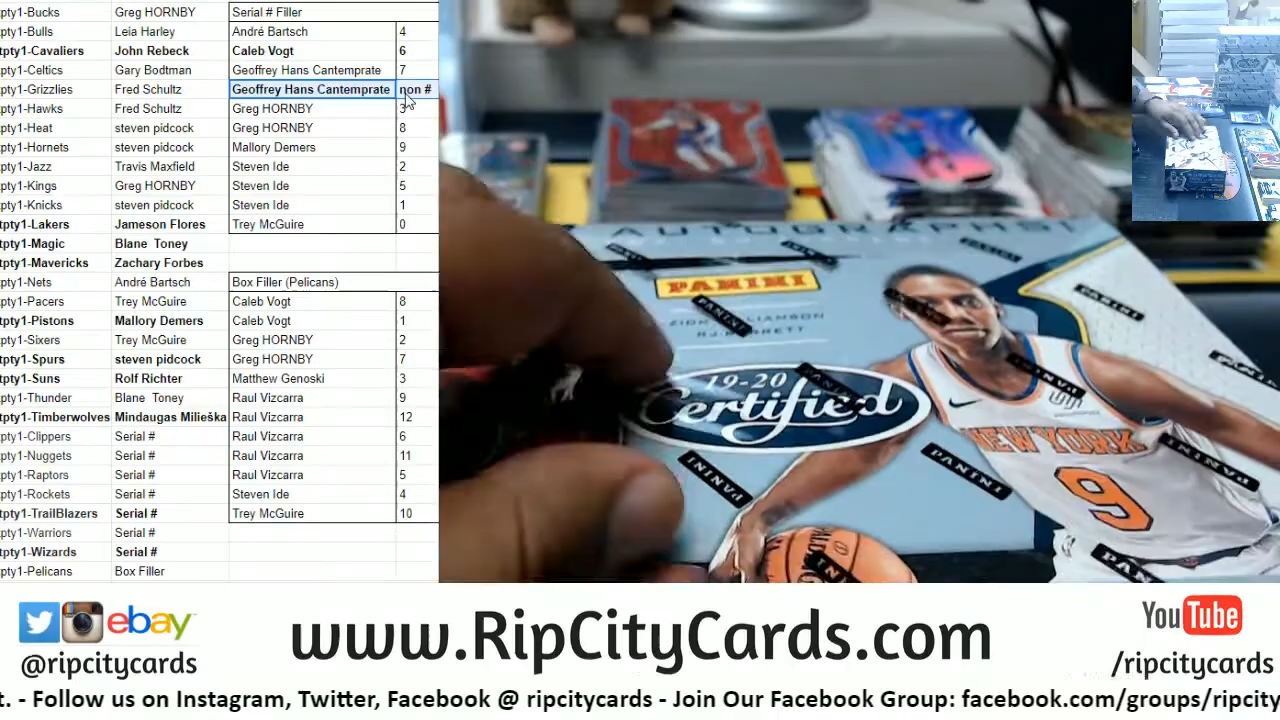 pty1-Bucks Greg HORNBY Serial # Filler
pty1-Bulls Leia Harley André Bartsch 4
tpty1-Cavaliers John Rebeck Caleb Vogt 6
pty1-Celtics Gary Bodtman Geoffrey Hans Cantemprate 7
pty1-Grizzlies Fred Schultz Geoffrey Hans Cantemprate non #
pty1-Hawks Fred Schultz Greg HORNBY 3
pty1-Heat steven pidcock Greg HORNBY 8
pty1-Hornets steven pidcock Mallory Demers 9
pty1-Jazz Travis Maxfield Steven Ide 2
pty1-Kings Greg HORNBY Steven Ide 5
pty1-Knicks steven pidcock Steven Ide 1
tpty1-Lakers Jameson Flores Trey McGuire 0
tpty1-Magic Blane Toney
tpty1-Mavericks Zachary Forbes
pty1-Nets André Bartsch Box Filler (Pelicans)
pty1-Pacers Trey McGuire Caleb Vogt 8
tpty1-Pistons Mallory Demers Caleb Vogt 1
pty1-Sixers Trey McGuire Greg HORNBY 2
tpty1-Spurs steven pidcock Greg HORNBY 7
tpty1-Suns Rolf Richter Matthew Genoski 3
pty1-Thunder Blane Toney Raul Vizcarra 9
tpty1-Timberwolves Mindaugas Milieška Raul Vizcarra 12
pty1-Clippers Serial # Raul Vizcarra 6
pty1-Nuggets Serial # Raul Vizcarra 11
pty1-Raptors Serial # Raul Vizcarra 5
pty1-Rockets Serial # Steven Ide 4
tpty1-TrailBlazers Serial # Trey McGuire 10
pty1-Warriors Serial #
tpty1-Wizards Serial #
pty1-Pelicans Box Filler
AUTOGRAPHS!
PANINI
19-20
Certified
NEW YORK
9
PANINI
PANINI
PANINI
PANINI
PANINI
ebay
www.RipCityCards.com
YouTube
@ripcitycards
/ripcitycards
t. - Follow us on Instagram, Twitter, Facebook @ ripcitycards - Join Our Facebook Group: facebook.com/groups/ripcity